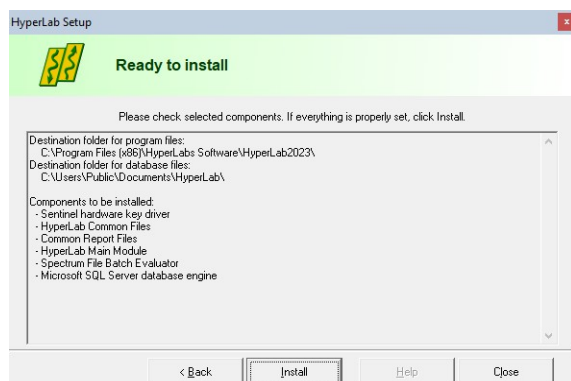 HyperLab Setup
x
Ready to install
Please check selected components. If everything is properly set, click Install.
Destination folder for program files:
C:\Program Files (x86)\HyperLabs Software\HyperLab2023\
Destination folder for database files:
C:\Users\Public\Documents\HyperLab\
Components to be installed:
- Sentinel hardware key driver
- HyperLab Common Files
- Common Report Files
- HyperLab Main Module
- Spectrum File Batch Evaluator
- Microsoft SQL Server database engine
< Back Install Help Close